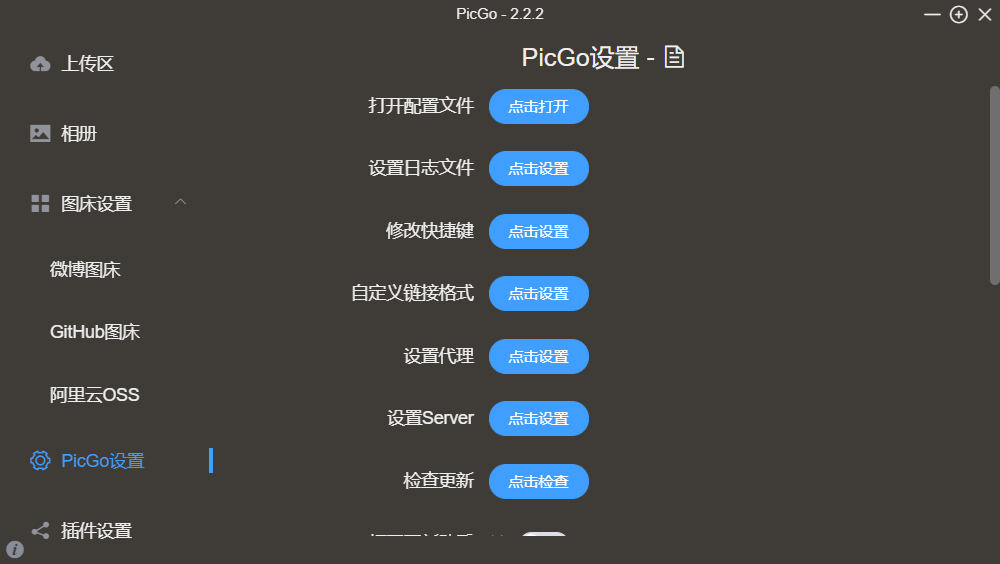 PicGo - 2.2.2
上传区
相册
图床设置
微博图床
GitHub图床
阿里云OSS
PicGo设置
插件设置
PicGo设置 -
打开配置文件 点击打开
设置日志文件 点击设置
修改快捷键 点击设置
自定义链接格式 点击设置
设置代理 点击设置
设置Server 点击设置
检查更新 点击检查